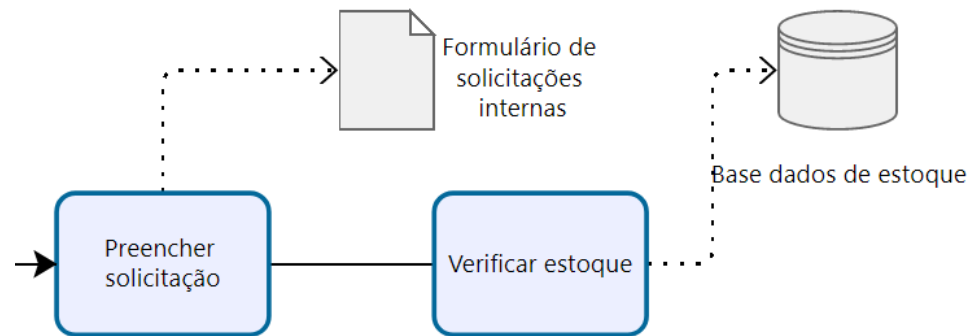 Formulário de
solicitações
internas
Base dados de estoque
Preencher
solicitação
Verificar estoque